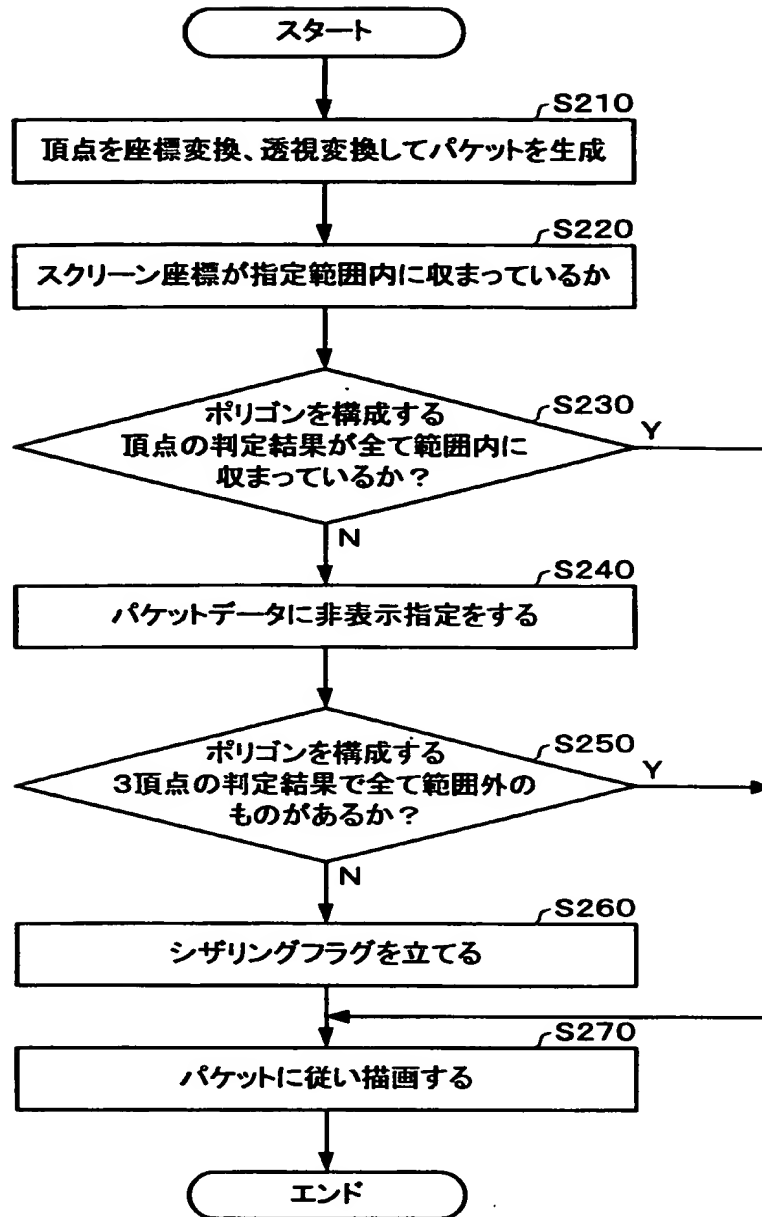 スタート
S210
頂点を座標変換、透視変換してパケットを生成
S220
スクリーン座標が指定範囲内に収まっているか
S230
ポリゴンを構成する
頂点の判定結果が全て範囲内に
収まっているか？
Y
N
S240
パケットデータに非表示指定をする
S250
ポリゴンを構成する
3頂点の判定結果で全て範囲外の
ものがあるか？
Y
N
S260
シザリングフラグを立てる
S270
パケットに従い描画する
エンド